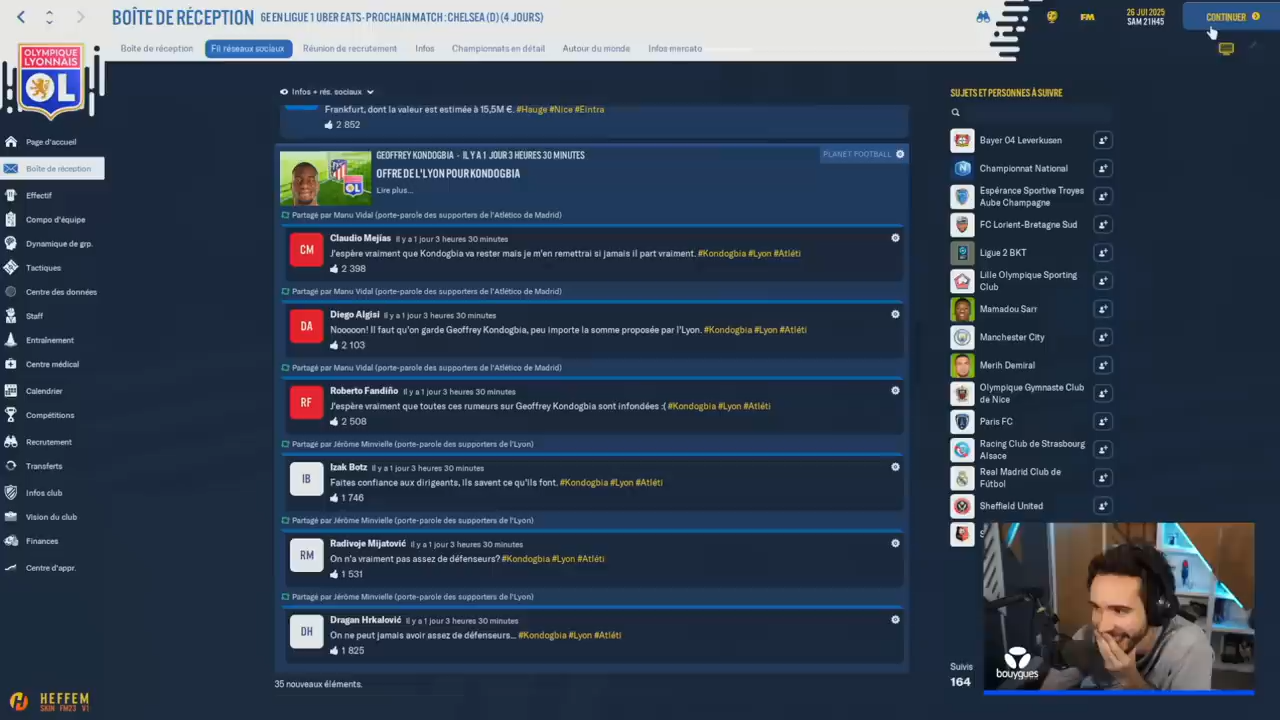 BOÎTE DE RÉCEPTION 6E EN LIGUE 1 UBER EATS - PROCHAIN MATCH : CHELSEA (D) (4 JOURS)
FM
26 JUI 2025
SAM 21H45
CONTINUER
OLYMPIQUE
LYONNAIS
OL
Boîte de réception
Fil réseaux sociaux
Réunion de recrutement
Infos
Championnats en détail
Autour du monde
Infos mercato
Page d'accueil
Boîte de réception
Effectif
Compo d'équipe
Dynamique de grp.
Tactiques
Centre des données
Staff
Entraînement
Centre médical
Calendrier
Compétitions
Recrutement
Transferts
Infos club
Vision du club
Finances
Centre d'appr.
HEFFEM
SKIN FM23 V1
Infos + rés. sociaux
Frankfurt, dont la valeur est estimée à 15,5M €. #Hauge #Nice #Eintra
2 852
GEOFFREY KONDOGBIA - IL Y A 1 JOUR 3 HEURES 30 MINUTES
PLANET FOOTBALL
OFFRE DE L'LYON POUR KONDOGBIA
Lire plus...
Partagé par Manu Vidal (porte-parole des supporters de l'Atlético de Madrid)
CM
Claudio Mejías Il y a 1 jour 3 heures 30 minutes
J'espère vraiment que Kondogbia va rester mais je m'en remettrai si jamais il part vraiment. #Kondogbia #Lyon #Atléti
2 398
Partagé par Manu Vidal (porte-parole des supporters de l'Atlético de Madrid)
DA
Diego Algisi Il y a 1 jour 3 heures 30 minutes
Nooooon! Il faut qu'on garde Geoffrey Kondogbia, peu importe la somme proposée par l'Lyon. #Kondogbia #Lyon #Atléti
2 103
Partagé par Manu Vidal (porte-parole des supporters de l'Atlético de Madrid)
RF
Roberto Fandiño Il y a 1 jour 3 heures 30 minutes
J'espère vraiment que toutes ces rumeurs sur Geoffrey Kondogbia sont infondées :( #Kondogbia #Lyon #Atléti
2 508
Partagé par Jérôme Minvielle (porte-parole des supporters de l'Lyon)
IB
Izak Botz Il y a 1 jour 3 heures 30 minutes
Faites confiance aux dirigeants, ils savent ce qu'ils font. #Kondogbia #Lyon #Atléti
1 746
Partagé par Jérôme Minvielle (porte-parole des supporters de l'Lyon)
RM
Radivoje Mijatović Il y a 1 jour 3 heures 30 minutes
On n'a vraiment pas assez de défenseurs? #Kondogbia #Lyon #Atléti
1 531
Partagé par Jérôme Minvielle (porte-parole des supporters de l'Lyon)
DH
Dragan Hrkalović Il y a 1 jour 3 heures 30 minutes
On ne peut jamais avoir assez de défenseurs... #Kondogbia #Lyon #Atléti
1 825
35 nouveaux éléments.
SUJETS ET PERSONNES À SUIVRE
Bayer 04 Leverkusen
Championnat National
Espérance Sportive Troyes
Aube Champagne
FC Lorient-Bretagne Sud
Ligue 2 BKT
Lille Olympique Sporting
Club
Mamadou Sarr
Manchester City
Merih Demiral
Olympique Gymnaste Club
de Nice
Paris FC
Racing Club de Strasbourg
Alsace
Real Madrid Club de
Fútbol
Sheffield United
Suivis
164
bouygues